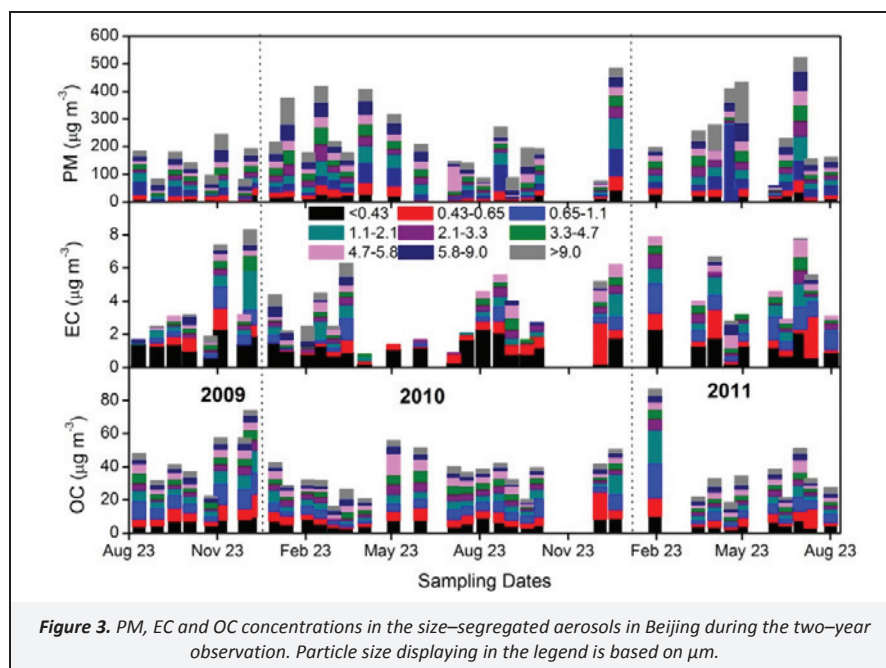 600
500
400
300
200
100
0
PM (µg m⁻³)
<0.43 0.43-0.65 0.65-1.1
1.1-2.1 2.1-3.3 3.3-4.7
4.7-5.8 5.8-9.0 >9.0
8
6
4
2
0
EC (µg m⁻³)
2009 2010 2011
80
60
40
20
0
OC (µg m⁻³)
Aug 23 Nov 23 Feb 23 May 23 Aug 23 Nov 23 Feb 23 May 23 Aug 23
Sampling Dates
Figure 3. PM, EC and OC concentrations in the size–segregated aerosols in Beijing during the two–year
observation. Particle size displaying in the legend is based on µm.